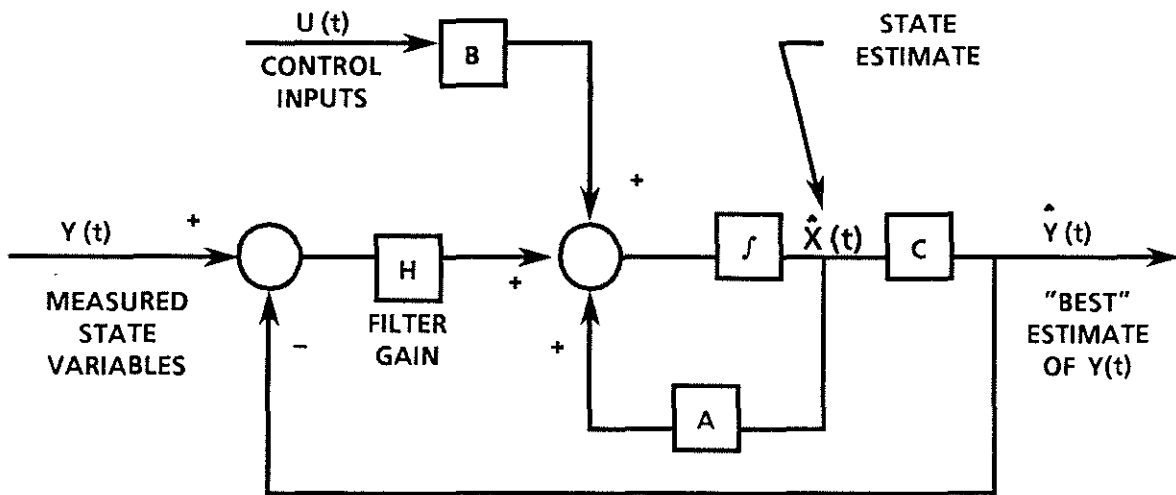 U (t)
CONTROL
INPUTS
B
STATE
ESTIMATE
+
Y (t)
+
MEASURED
STATE
VARIABLES
−
H
FILTER
GAIN
+
+
∫
X̂ (t)
C
Ŷ (t)
"BEST"
ESTIMATE
OF Y(t)
A